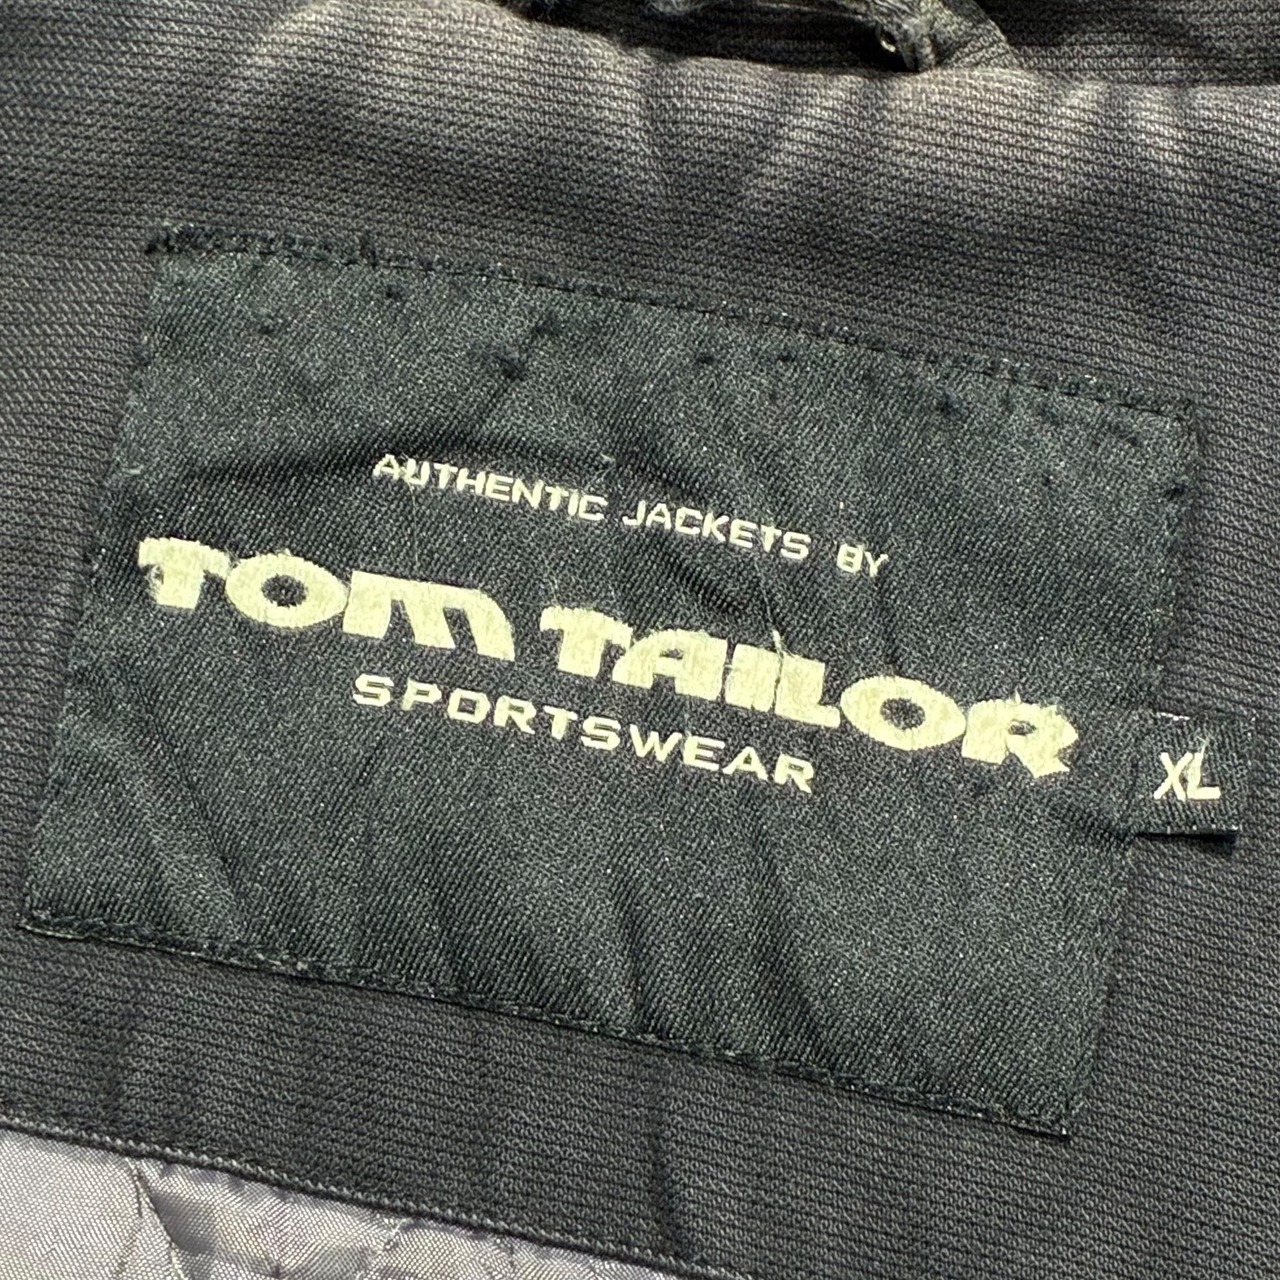 AUTHENTIC JACKETS BY
TOM TAILOR
SPORTSWEAR
XL